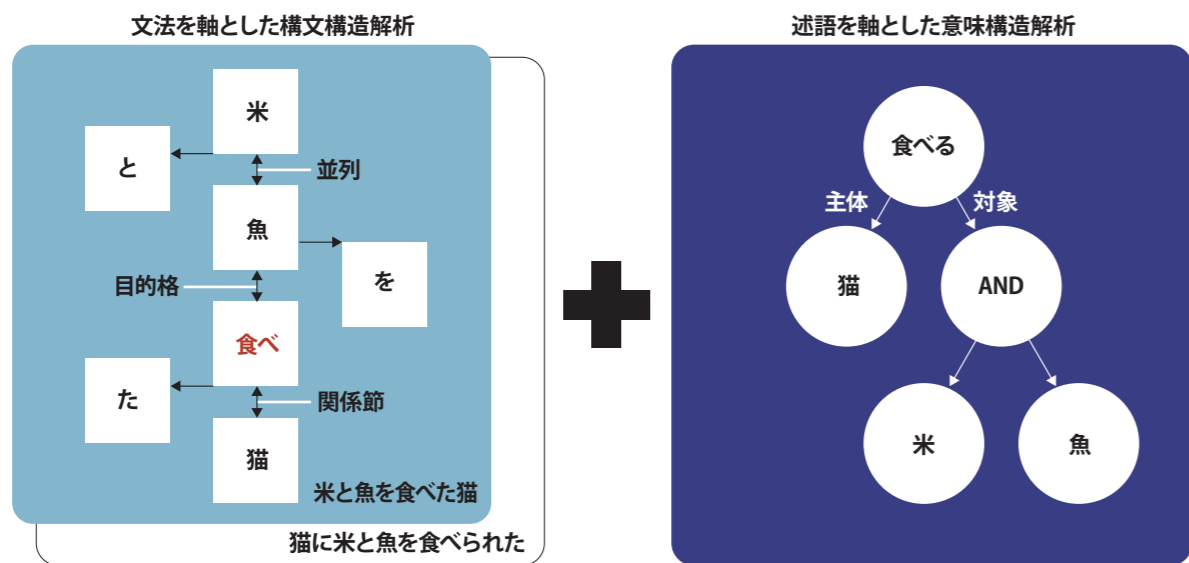 文法を軸とした構文構造解析
米
と
並列
魚
を
目的格
食べ
た
関係節
猫
米と魚を食べた猫
猫に米と魚を食べられた
述語を軸とした意味構造解析
食べる
主体
対象
猫
AND
米
魚